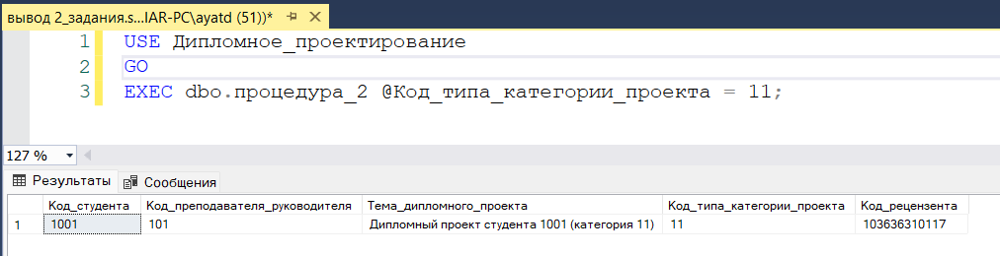 вывод 2_задания.s...IAR-PC\ayatd (51))*
1 USE Дипломное_проектирование
2 GO
3 EXEC dbo.процедура_2 @Код_типа_категории_проекта = 11;
127 %
Результаты Сообщения
Код_студента Код_преподавателя_руководителя Тема_дипломного_проекта Код_типа_категории_проекта Код_рецензента
1 1001 101 Дипломный проект студента 1001 (категория 11) 11 103636310117